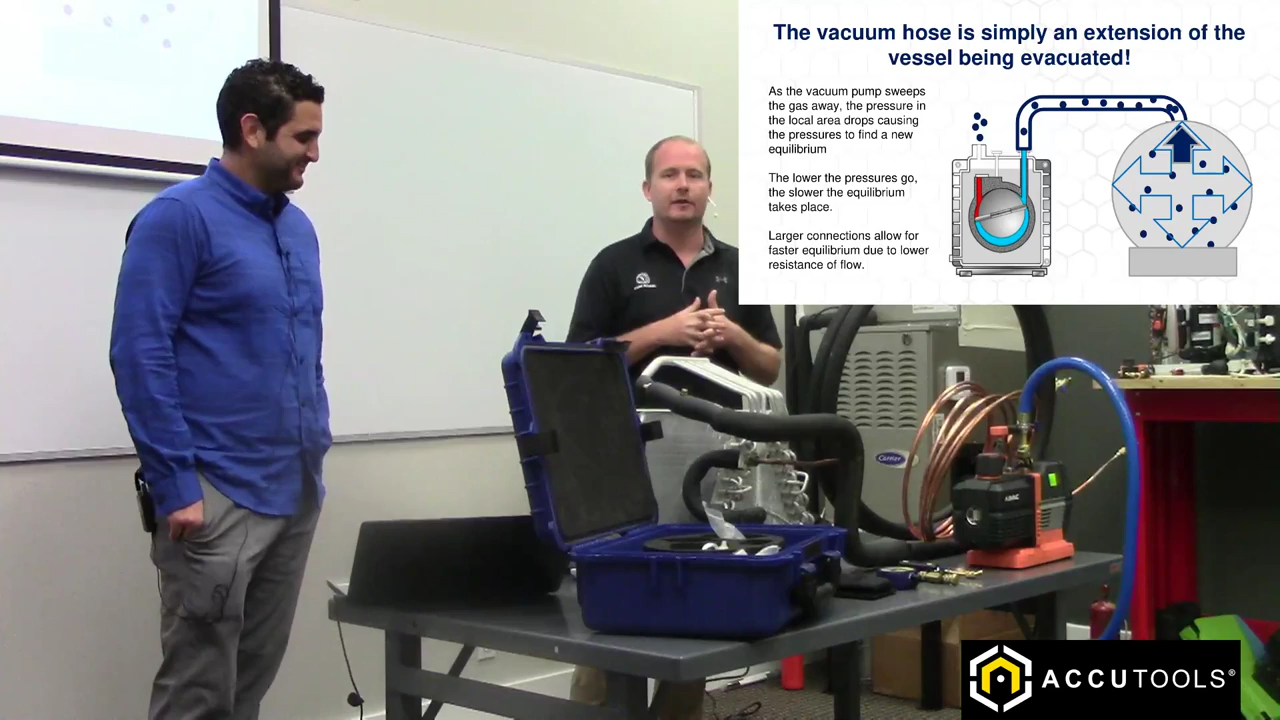 The vacuum hose is simply an extension of the
vessel being evacuated!
As the vacuum pump sweeps
the gas away, the pressure in
the local area drops causing
the pressures to find a new
equilibrium
The lower the pressures go,
the slower the equilibrium
takes place.
Larger connections allow for
faster equilibrium due to lower
resistance of flow.
Carrier
ACCUTOOLS®